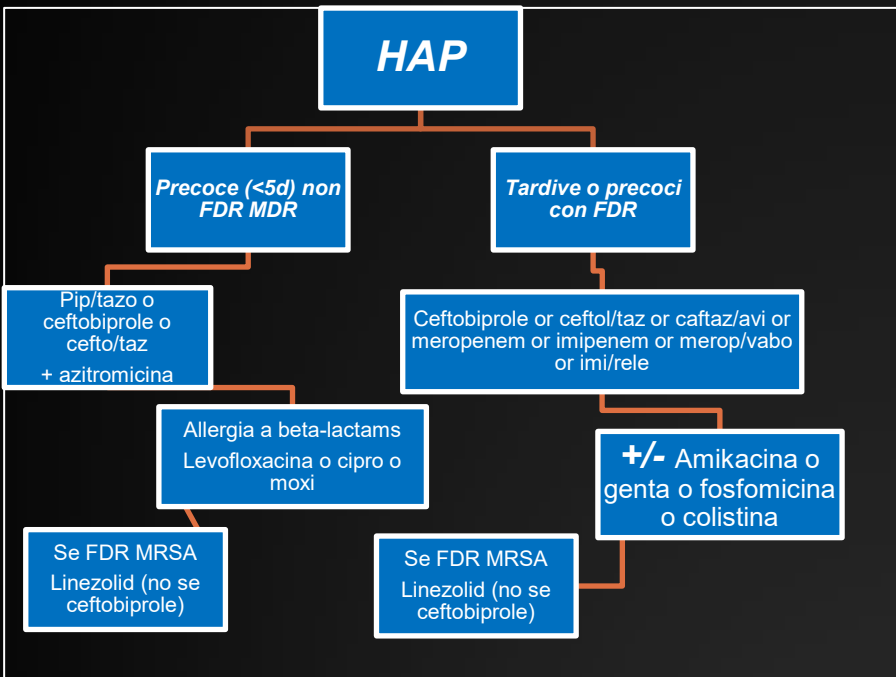 HAP
Precoce (<5d) non
FDR MDR
Tardive o precoci
con FDR
Pip/tazo o
ceftobiprole o
cefto/taz
+ azitromicina
Ceftobiprole or ceftol/taz or caftaz/avi or
meropenem or imipenem or merop/vabo
or imi/rele
Allergia a beta-lactams
Levofloxacina o cipro o
moxi
+/- Amikacina o
genta o fosfomicina
o colistina
Se FDR MRSA
Linezolid (no se
ceftobiprole)
Se FDR MRSA
Linezolid (no se
ceftobiprole)